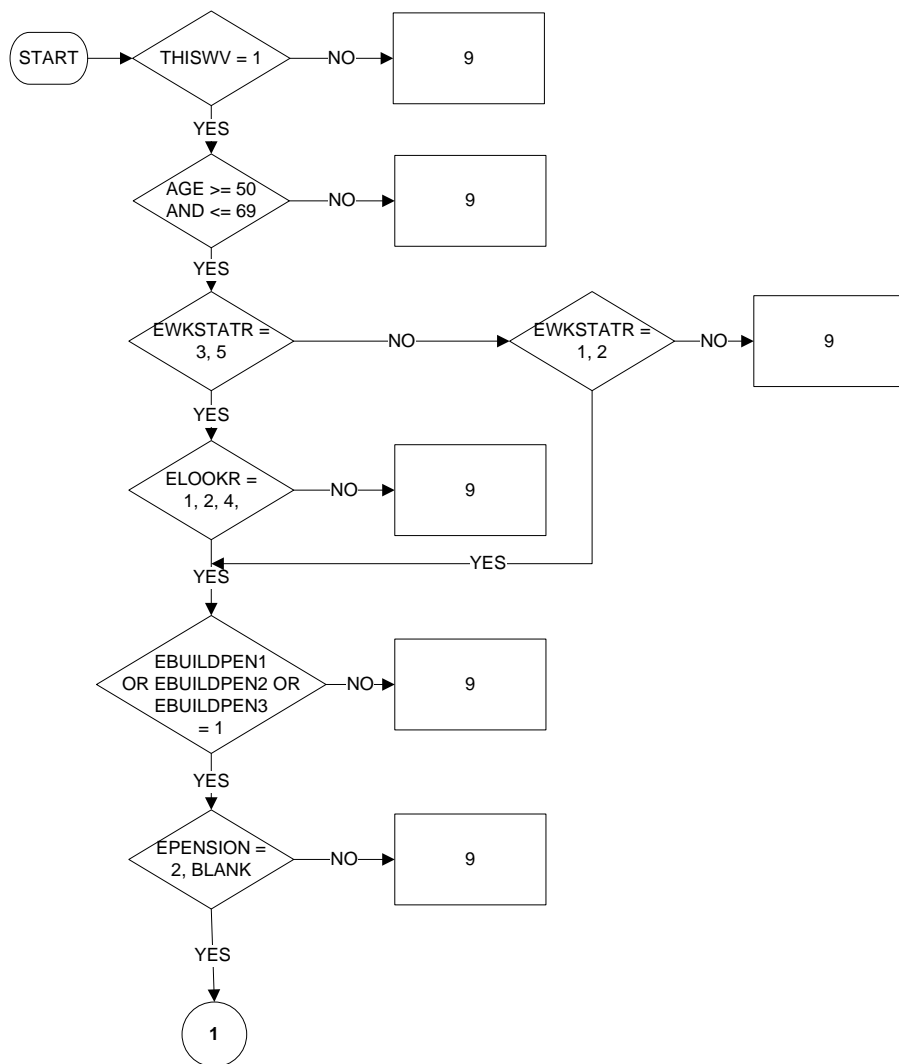 START
THISWV = 1
NO
9
YES
AGE >= 50
AND <= 69
NO
9
YES
EWKSTATR =
3, 5
NO
EWKSTATR =
1, 2
NO
9
YES
ELOOKR =
1, 2, 4,
NO
9
YES
YES
EBUILDPEN1
OR EBUILDPEN2 OR
EBUILDPEN3
= 1
NO
9
YES
EPENSION =
2, BLANK
NO
9
YES
1